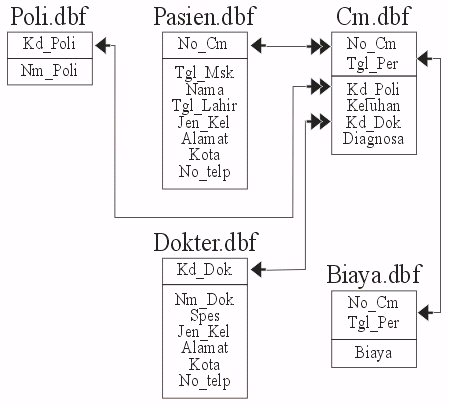 Poli.dbf
Kd_Poli
Nm_Poli
Pasien.dbf
No_Cm
Tgl_Msk
Nama
Tgl_Lahir
Jen_Kel
Alamat
Kota
No_telp
Cm.dbf
No_Cm
Tgl_Per
Kd_Poli
Keluhan
Kd_Dok
Diagnosa
Dokter.dbf
Kd_Dok
Nm_Dok
Spes
Jen_Kel
Alamat
Kota
No_telp
Biaya.dbf
No_Cm
Tgl_Per
Biaya